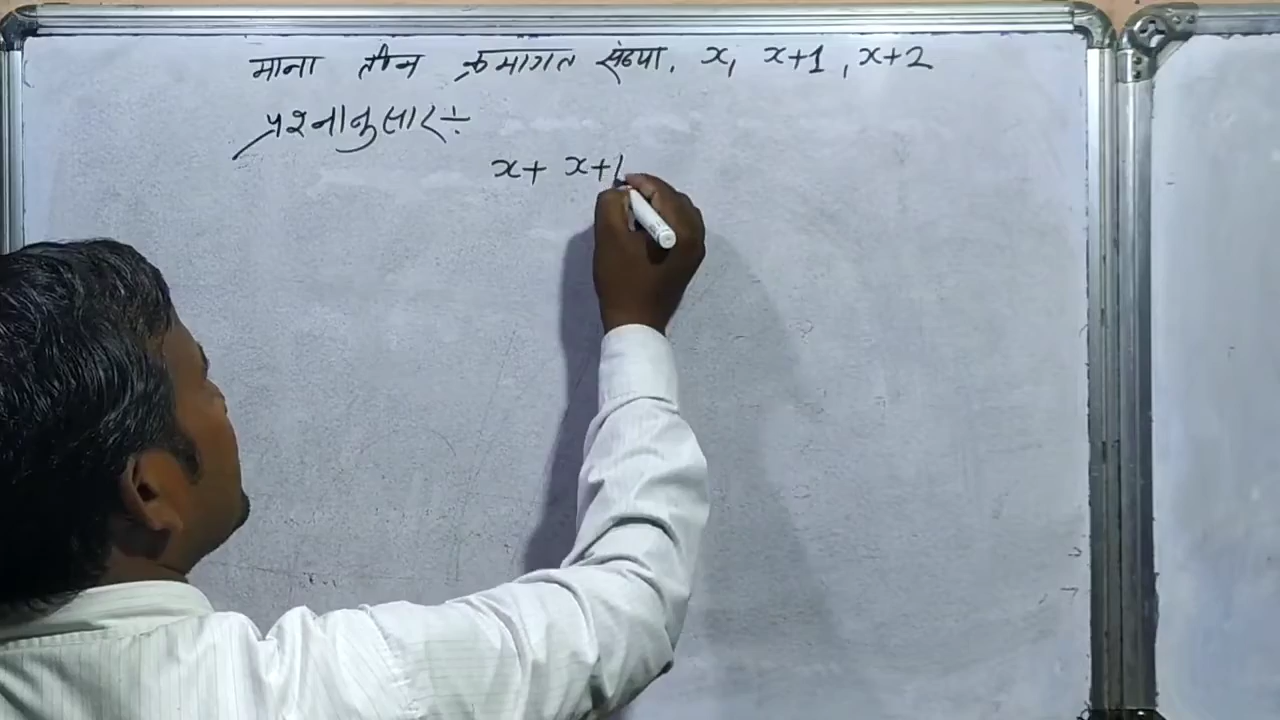 माना तीन क्रमागत संख्या, x, x+1, x+2
प्रश्नानुसार ÷
x+ x+1